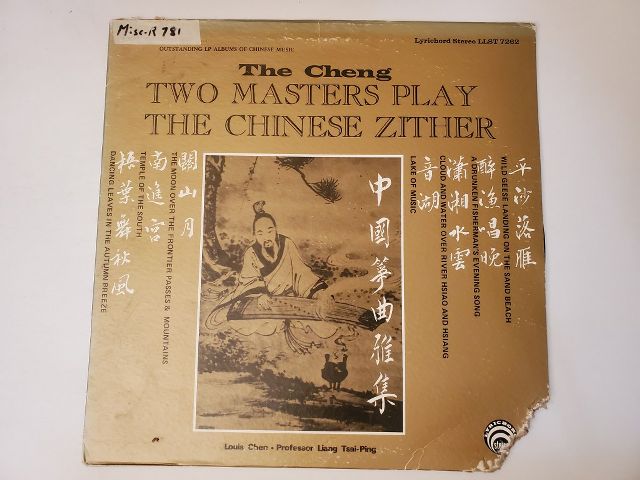 Misc-R 781
OUTSTANDING LP ALBUMS OF CHINESE MUSIC
Lyrichord Stereo LLST 7262
The Cheng
TWO MASTERS PLAY
THE CHINESE ZITHER
平沙落雁
WILD GEESE LANDING ON THE SAND BEACH
醉漁唱晚
A DRUNKEN FISHERMAN'S EVENING SONG
瀟湘水雲
CLOUD AND WATER OVER RIVER HSIAO AND HSIANG
音湖
LAKE OF MUSIC
中國箏曲雅集
關山月
THE MOON OVER THE FRONTIER PASSES & MOUNTAINS
南進宮
TEMPLE OF THE SOUTH
梧葉舞秋風
DANCING LEAVES IN THE AUTUMN BREEZE
Louis Chen · Professor Liang Tsai-Ping
LYRICHORD